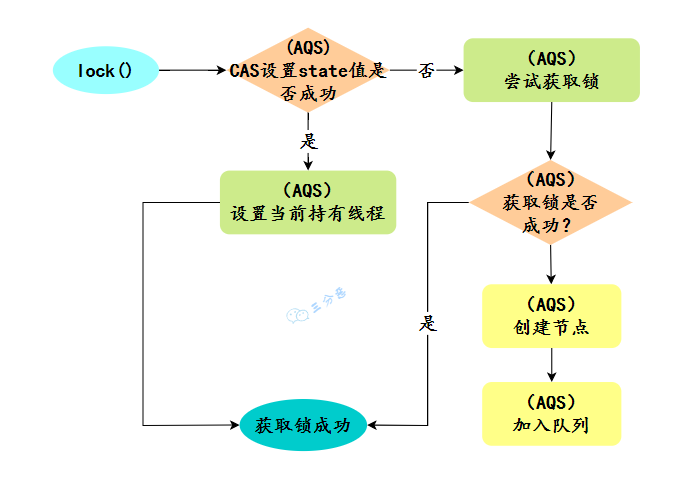 lock()
(AQS)
CAS设置state值是
否成功
否
(AQS)
尝试获取锁
是
(AQS)
设置当前持有线程
(AQS)
获取锁是否
成功?
三分恶
(AQS)
创建节点
是
(AQS)
加入队列
获取锁成功